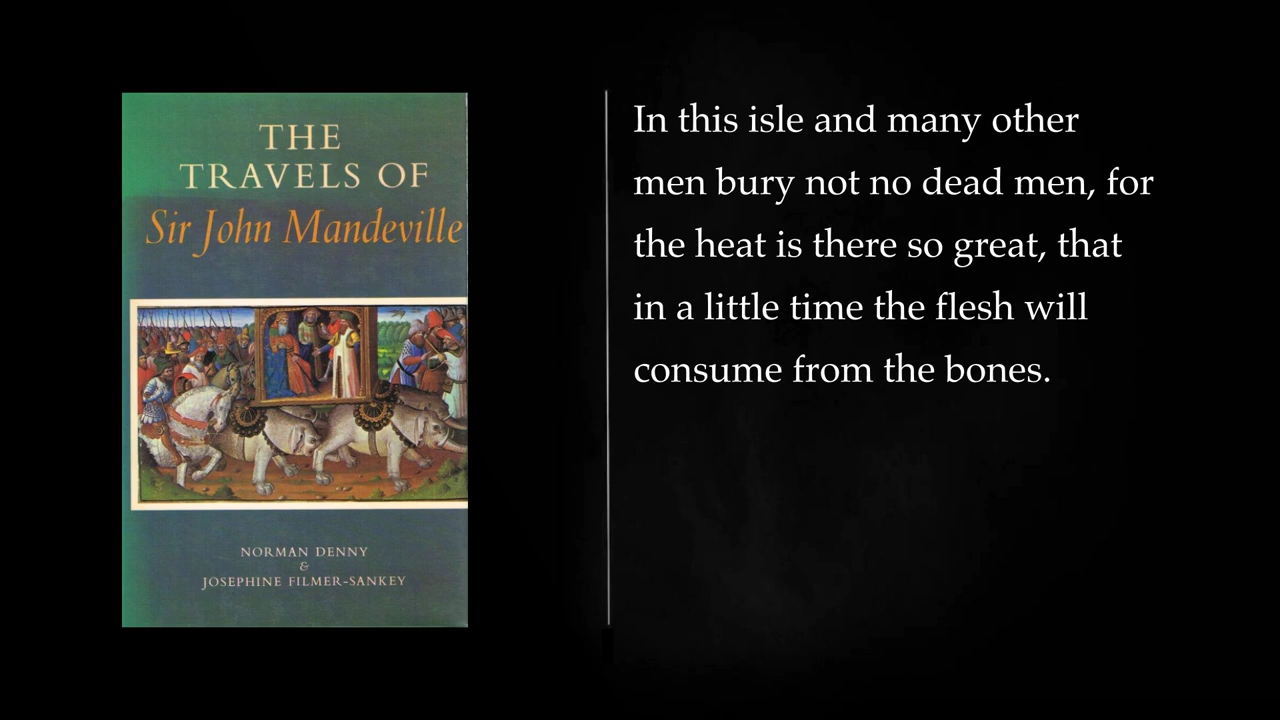 THE
TRAVELS OF
Sir John Mandeville
NORMAN DENNY
&
JOSEPHINE FILMER-SANKEY
In this isle and many other
men bury not no dead men, for
the heat is there so great, that
in a little time the flesh will
consume from the bones.